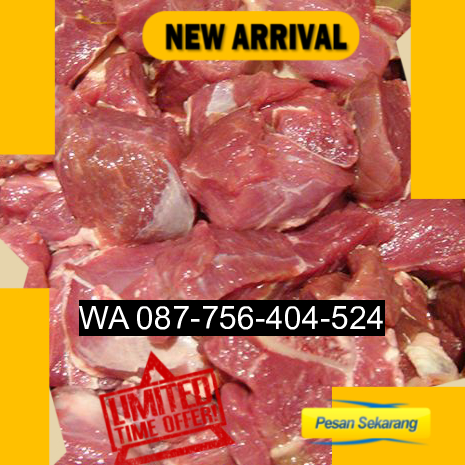 NEW ARRIVAL
WA 087-756-404-524
LIMITED
TIME OFFER!
Pesan Sekarang